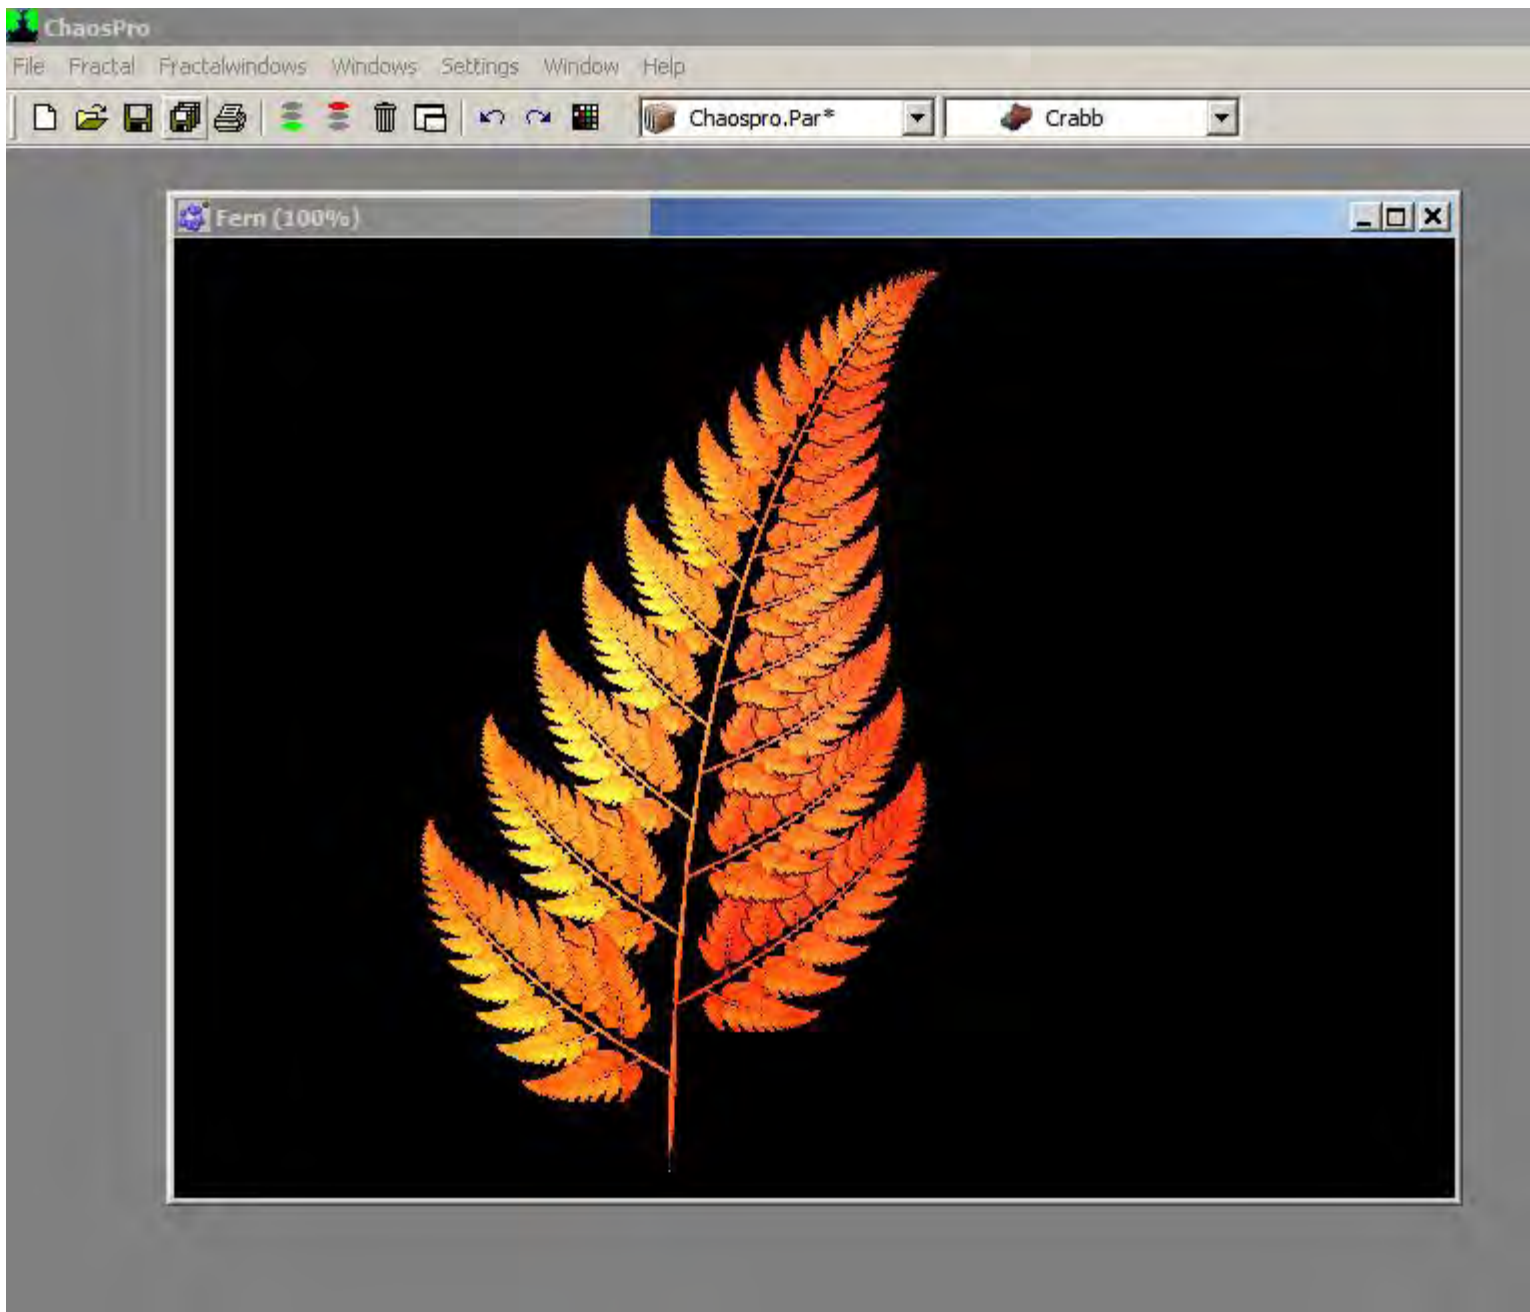 ChaosPro
File Fractal Fractalwindows Windows Settings Window Help
Chaospro.Par* Crabb
Fern (100%)